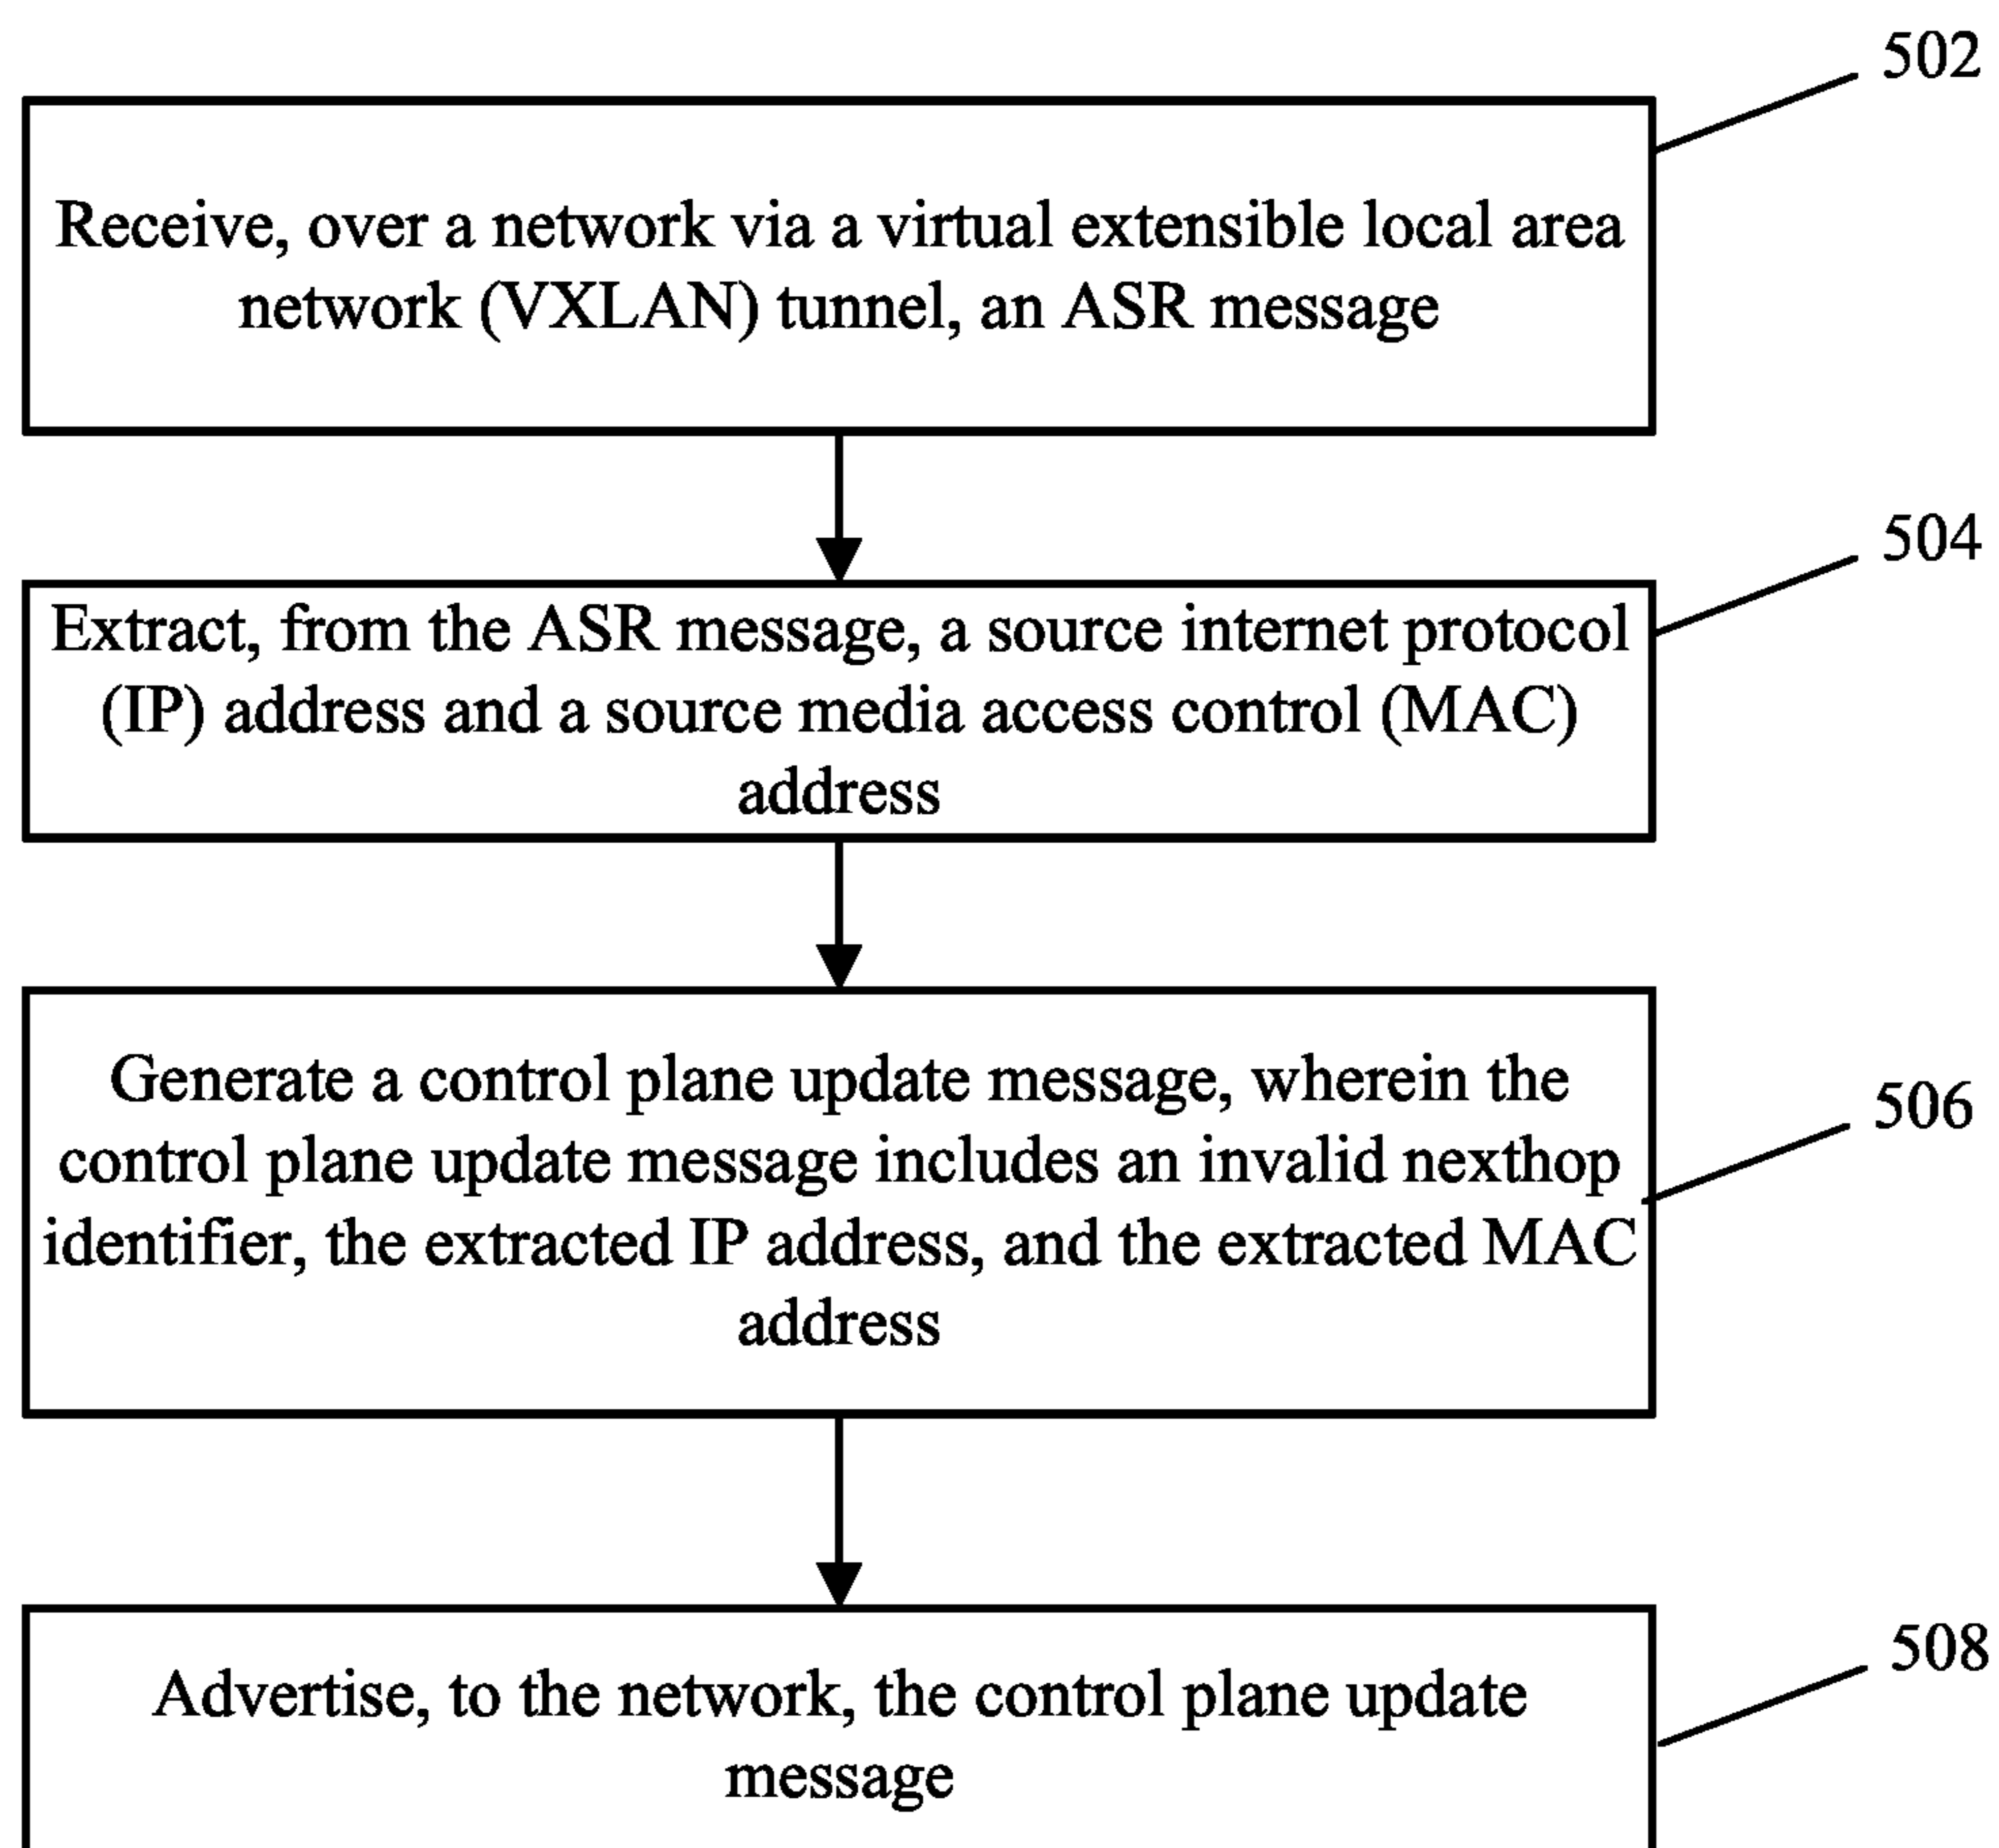 502
Receive, over a network via a virtual extensible local area
network (VXLAN) tunnel, an ASR message
504
Extract, from the ASR message, a source internet protocol
(IP) address and a source media access control (MAC)
address
Generate a control plane update message, wherein the
506
control plane update message includes an invalid nexthop
identifier, the extracted IP address, and the extracted MAC
address
508
Advertise, to the network, the control plane update
message